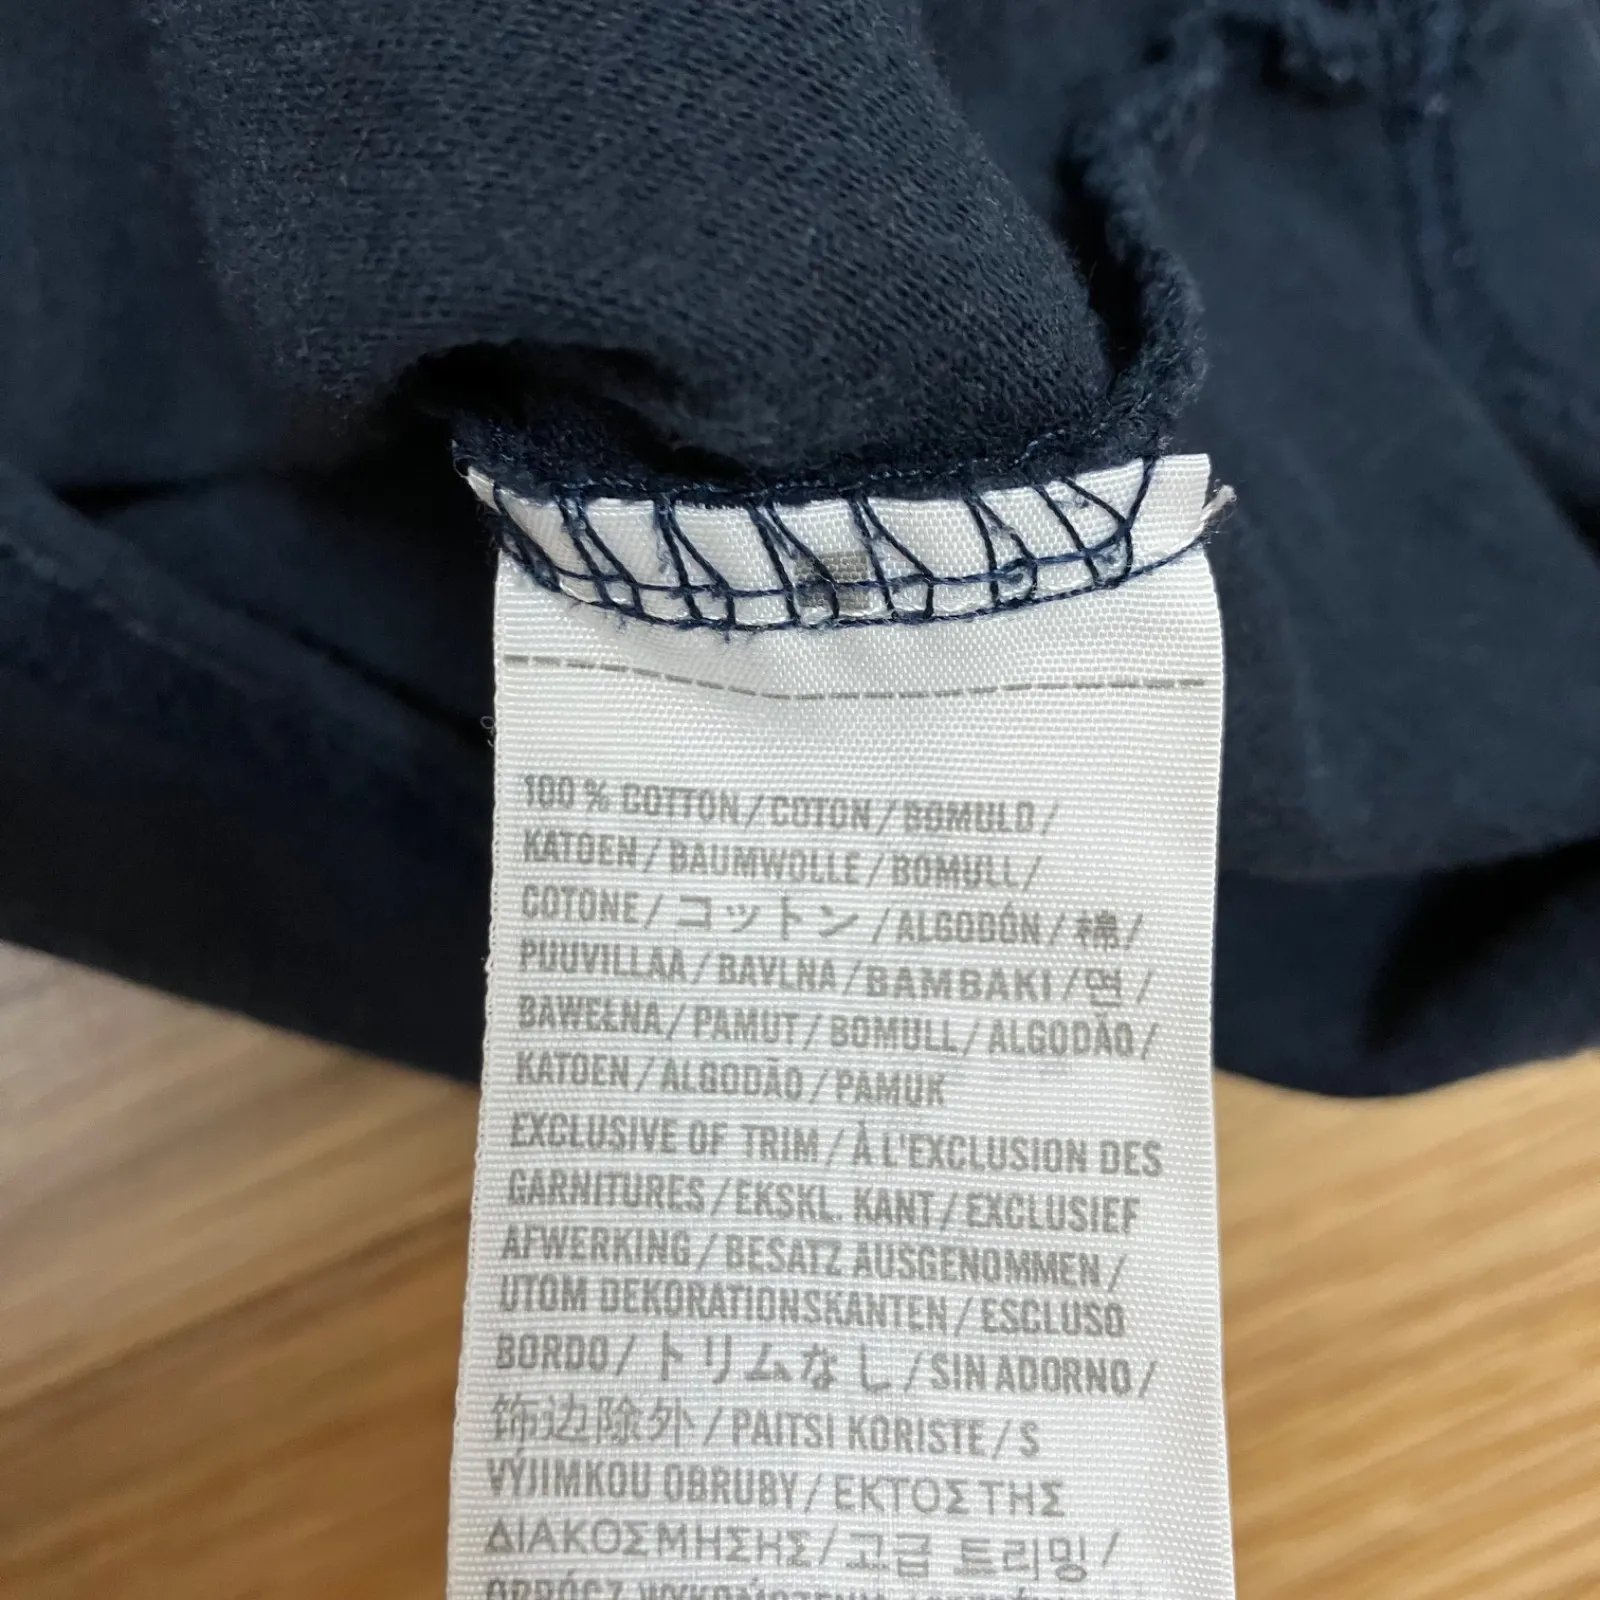 100 % COTTON / COTON / BOMULD /
KATOEN / BAUMWOLLE / BOMULL /
COTONE / コットン / ALGODÓN / 棉 /
PUUVILLAA / BAVLNA / BAMBAKI / 면 /
BAWEŁNA / PAMUT / BOMULL / ALGODÃO /
KATOEN / ALGODÃO / PAMUK
EXCLUSIVE OF TRIM / À L'EXCLUSION DES
GARNITURES / EKSKL. KANT / EXCLUSIEF
AFWERKING / BESATZ AUSGENOMMEN /
UTOM DEKORATIONSKANTEN / ESCLUSO
BORDO / トリムなし / SIN ADORNO /
饰边除外 / PAITSI KORISTE / S
VÝJIMKOU OBRUBY / ΕΚΤΟΣ ΤΗΣ
ΔΙΑΚΟΣΜΗΣΗΣ / 고급 트리밍 /